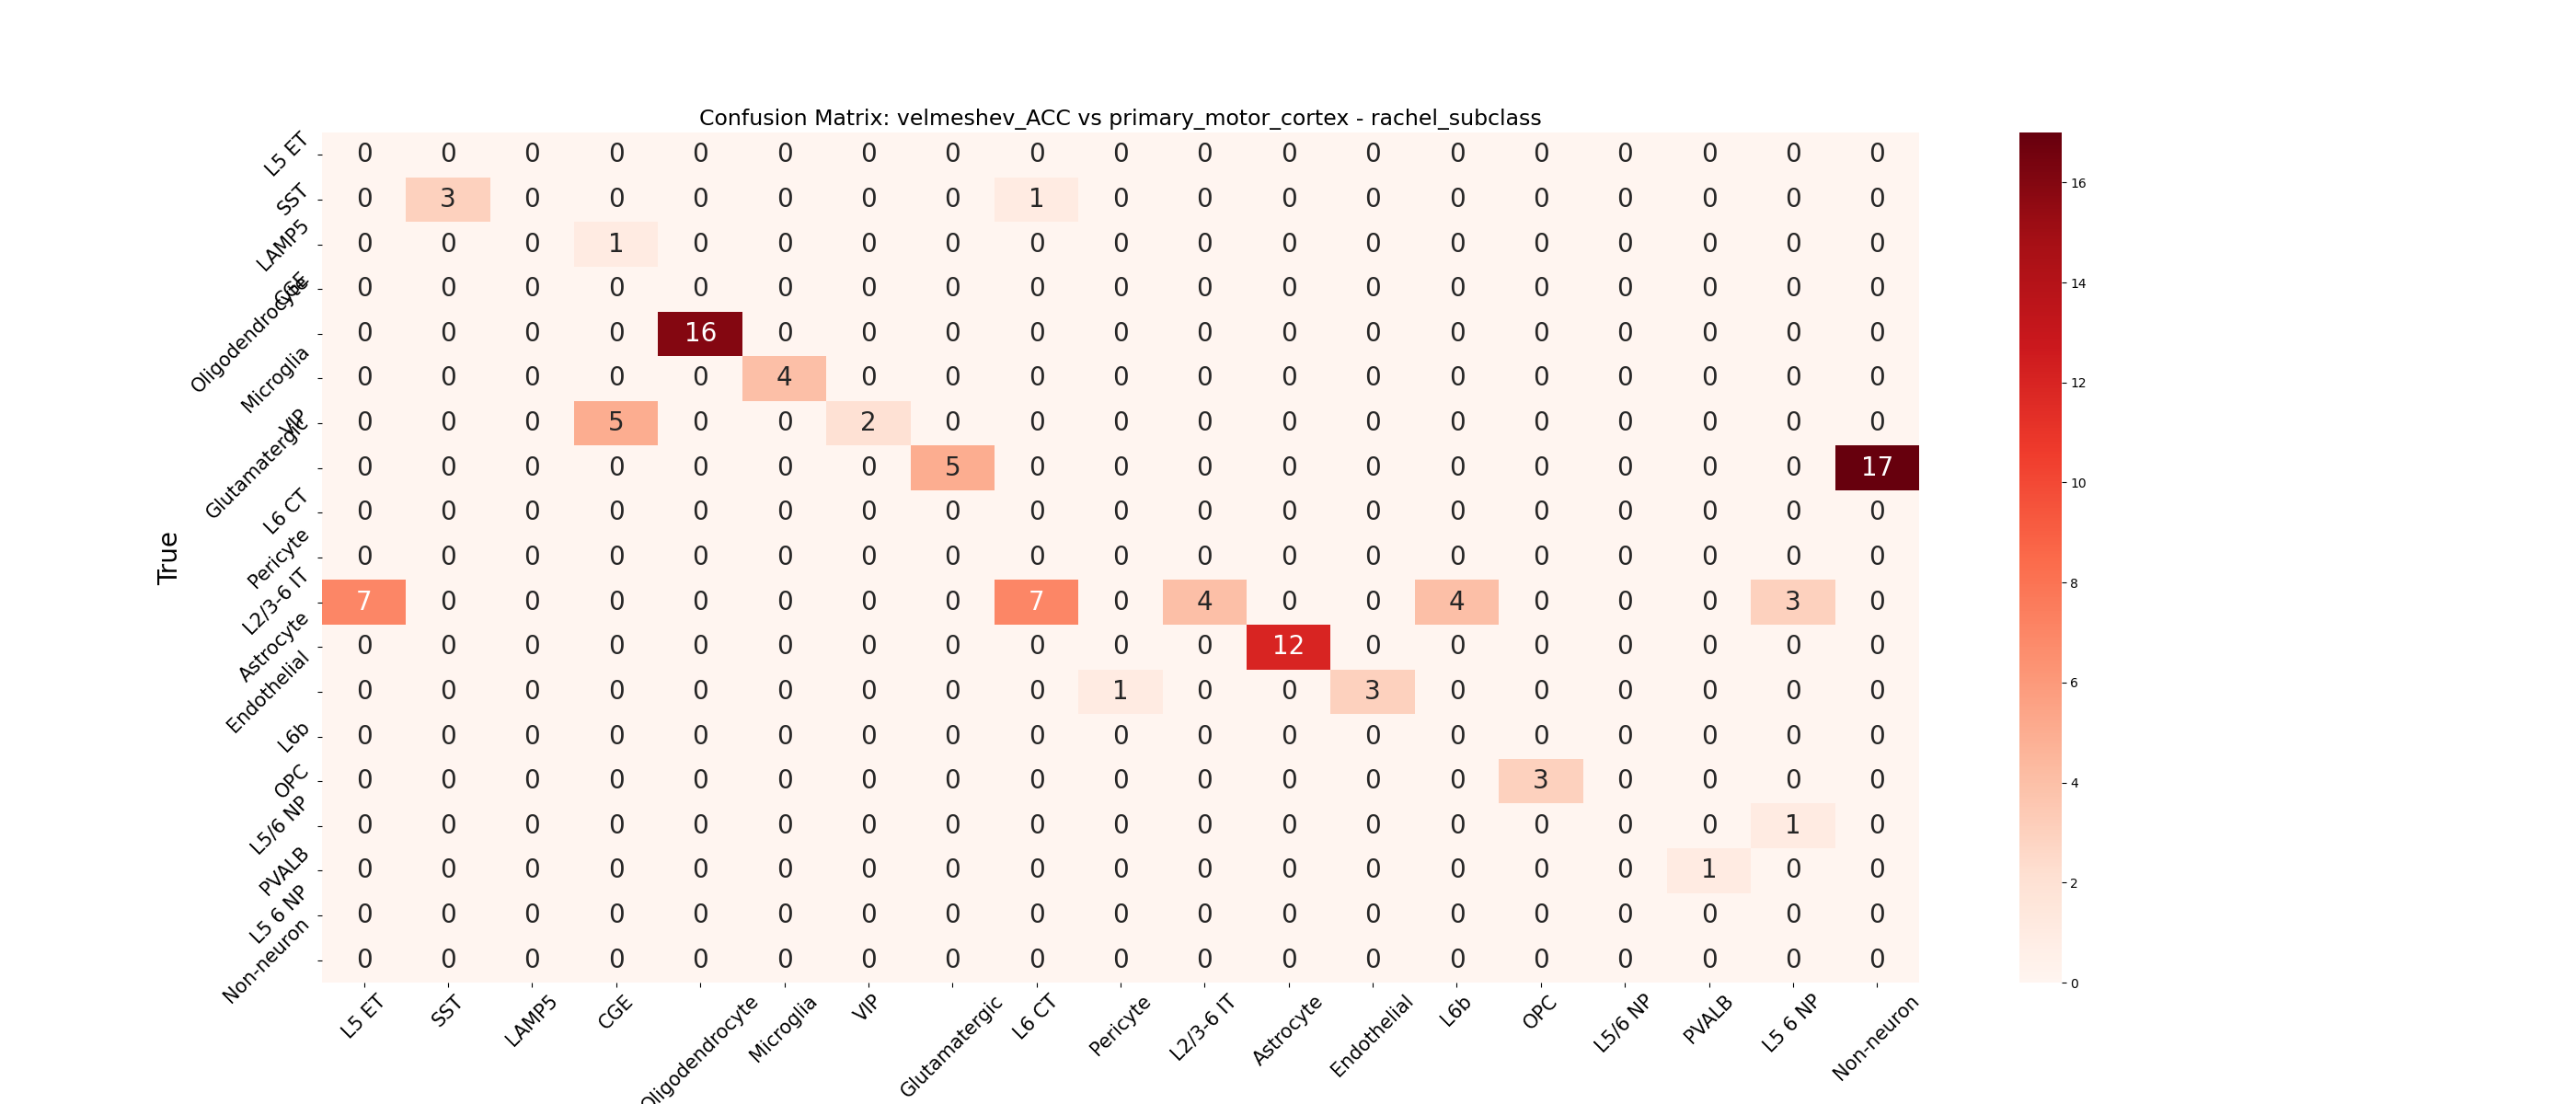 Confusion Matrix: velmeshev_ACC vs primary_motor_cortex - rachel_subclass
True
L5 ET 0 0 0 0 0 0 0 0 0 0 0 0 0 0 0 0 0 0 0
SST 0 3 0 0 0 0 0 0 1 0 0 0 0 0 0 0 0 0 0
LAMP5 0 0 0 1 0 0 0 0 0 0 0 0 0 0 0 0 0 0 0
CGE 0 0 0 0 0 0 0 0 0 0 0 0 0 0 0 0 0 0 0
Oligodendrocyte 0 0 0 0 16 0 0 0 0 0 0 0 0 0 0 0 0 0 0
Microglia 0 0 0 0 0 4 0 0 0 0 0 0 0 0 0 0 0 0 0
VIP 0 0 0 5 0 0 2 0 0 0 0 0 0 0 0 0 0 0 0
Glutamatergic 0 0 0 0 0 0 0 5 0 0 0 0 0 0 0 0 0 0 17
L6 CT 0 0 0 0 0 0 0 0 0 0 0 0 0 0 0 0 0 0 0
Pericyte 0 0 0 0 0 0 0 0 0 0 0 0 0 0 0 0 0 0 0
L2/3-6 IT 7 0 0 0 0 0 0 0 7 0 4 0 0 4 0 0 0 3 0
Astrocyte 0 0 0 0 0 0 0 0 0 0 0 12 0 0 0 0 0 0 0
Endothelial 0 0 0 0 0 0 0 0 0 1 0 0 3 0 0 0 0 0 0
L6b 0 0 0 0 0 0 0 0 0 0 0 0 0 0 0 0 0 0 0
OPC 0 0 0 0 0 0 0 0 0 0 0 0 0 0 3 0 0 0 0
L5/6 NP 0 0 0 0 0 0 0 0 0 0 0 0 0 0 0 0 0 1 0
PVALB 0 0 0 0 0 0 0 0 0 0 0 0 0 0 0 0 1 0 0
L5 6 NP 0 0 0 0 0 0 0 0 0 0 0 0 0 0 0 0 0 0 0
Non-neuron 0 0 0 0 0 0 0 0 0 0 0 0 0 0 0 0 0 0 0
L5 ET SST LAMP5 CGE Oligodendrocyte Microglia VIP Glutamatergic L6 CT Pericyte L2/3-6 IT Astrocyte Endothelial L6b OPC L5/6 NP PVALB L5 6 NP Non-neuron
16
14
12
10
8
6
4
2
0